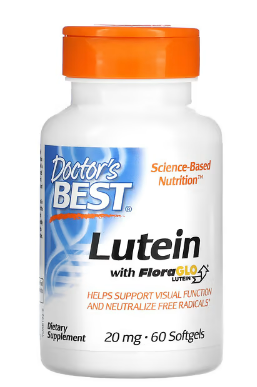 Doctor's
BEST®
Science-Based
Nutrition™
Lutein
with FloraGLO
LUTEIN
HELPS SUPPORT VISUAL FUNCTION
AND NEUTRALIZE FREE RADICALS*
Dietary
Supplement
20 mg • 60 Softgels